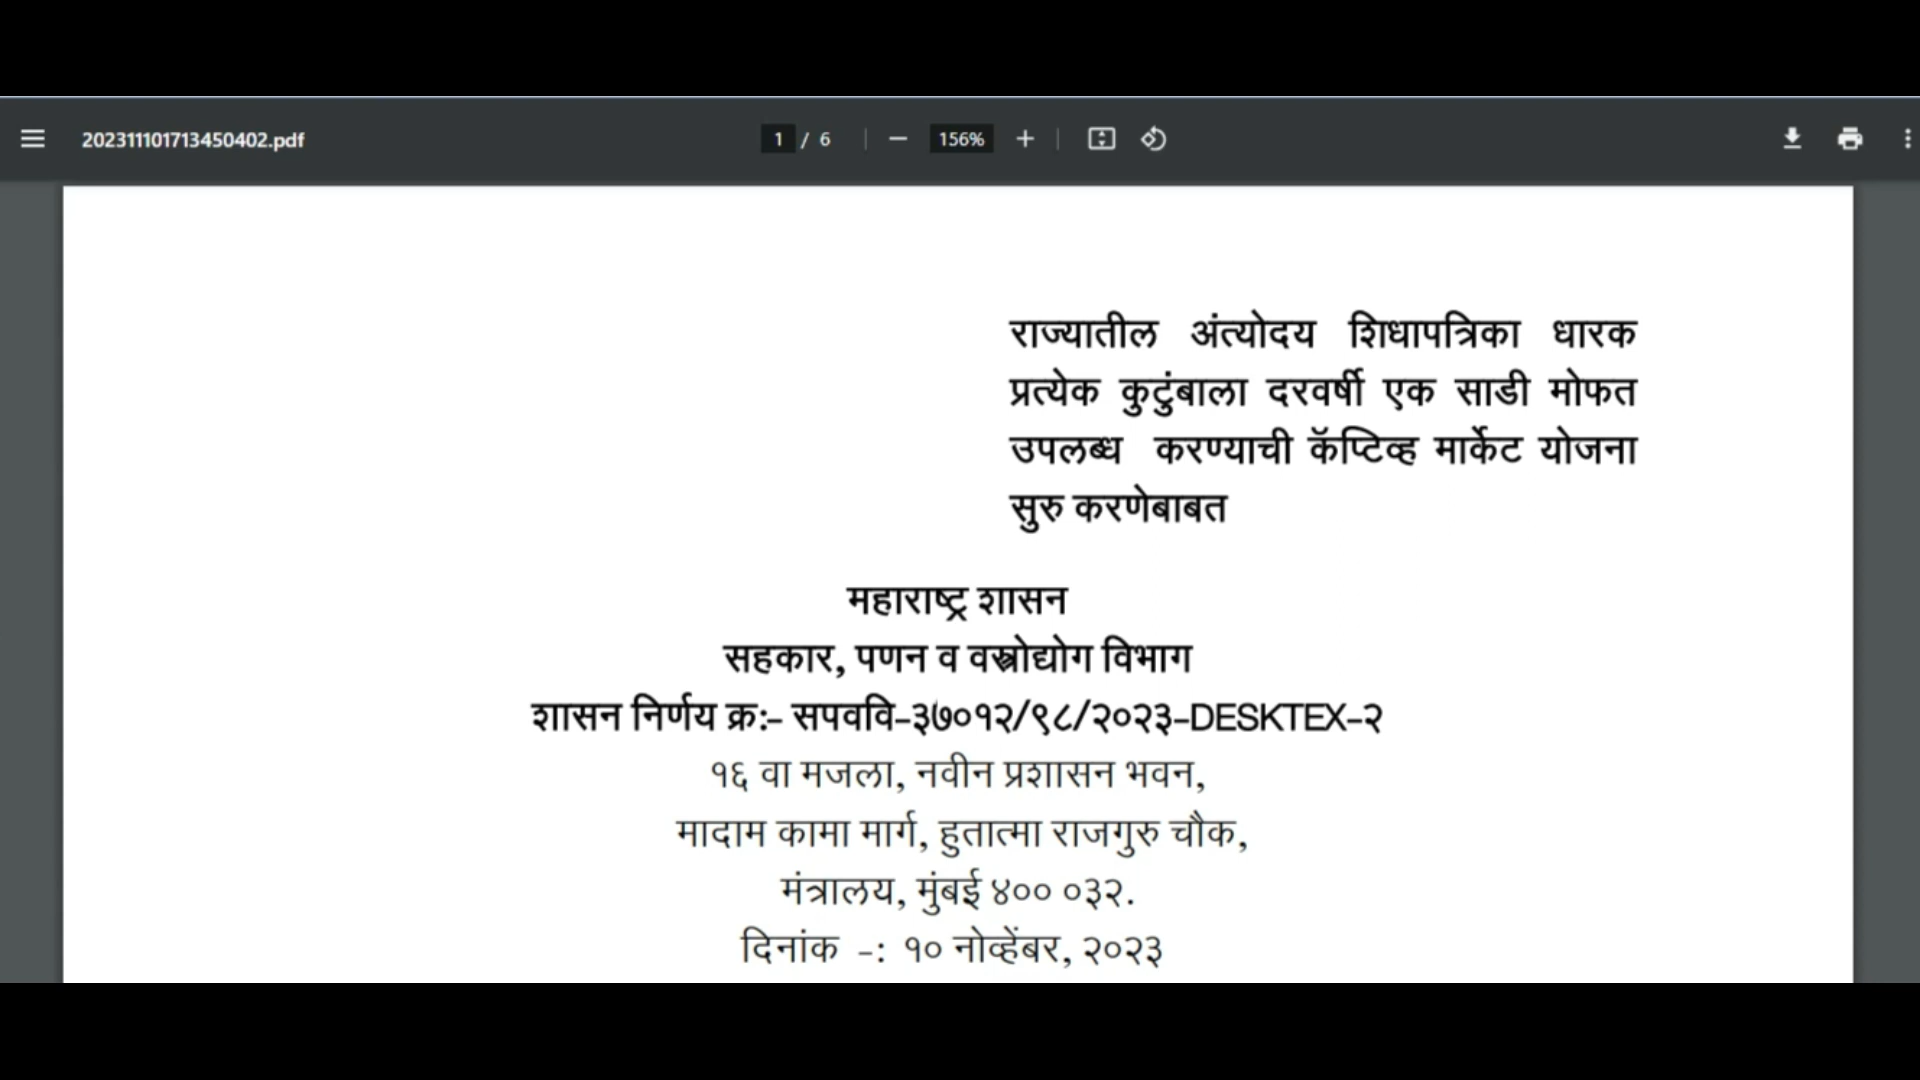 202311101713450402.pdf
1 / 6
156%
राज्यातील अंत्योदय शिधापत्रिका धारक
प्रत्येक कुटुंबाला दरवर्षी एक साडी मोफत
उपलब्ध करण्याची कॅप्टिव्ह मार्केट योजना
सुरु करणेबाबत
महाराष्ट्र शासन
सहकार, पणन व वस्त्रोद्योग विभाग
शासन निर्णय क्र:- सपववि-३७०१२/९८/२०२३-DESKTEX-२
१६ वा मजला, नवीन प्रशासन भवन,
मादाम कामा मार्ग, हुतात्मा राजगुरु चौक,
मंत्रालय, मुंबई ४०० ०३२.
दिनांक -: १० नोव्हेंबर, २०२३